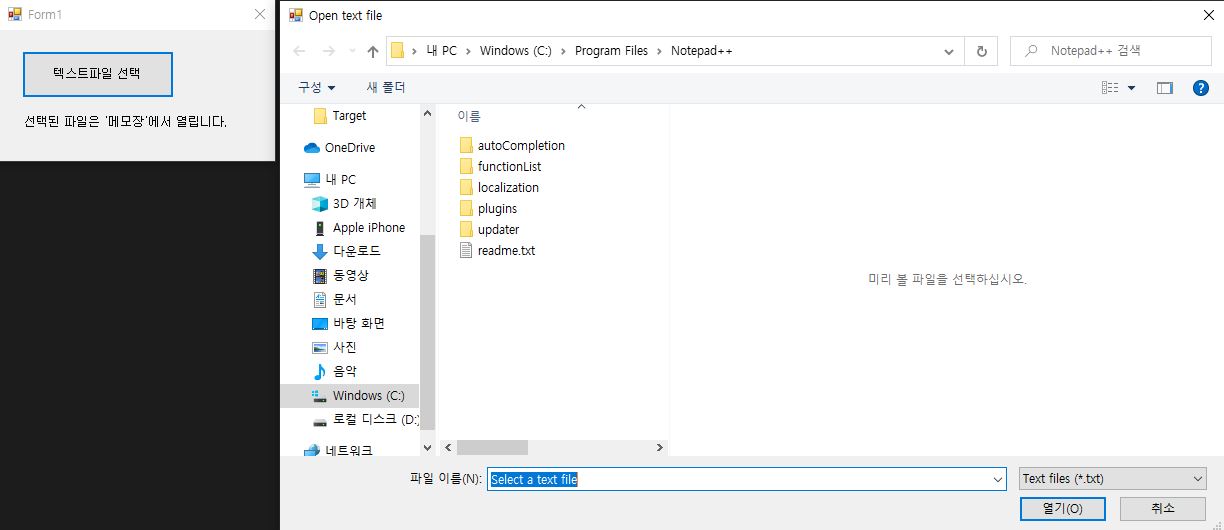 Form1
텍스트파일 선택
선택된 파일은 '메모장'에서 열립니다.
Open text file
내 PC > Windows (C:) > Program Files > Notepad++
Notepad++ 검색
구성
새 폴더
Target
OneDrive
내 PC
3D 개체
Apple iPhone
다운로드
동영상
문서
바탕 화면
사진
음악
Windows (C:)
로컬 디스크 (D:)
네트워크
이름
autoCompletion
functionList
localization
plugins
updater
readme.txt
미리 볼 파일을 선택하십시오.
파일 이름(N):
Select a text file
Text files (*.txt)
열기(O)
취소